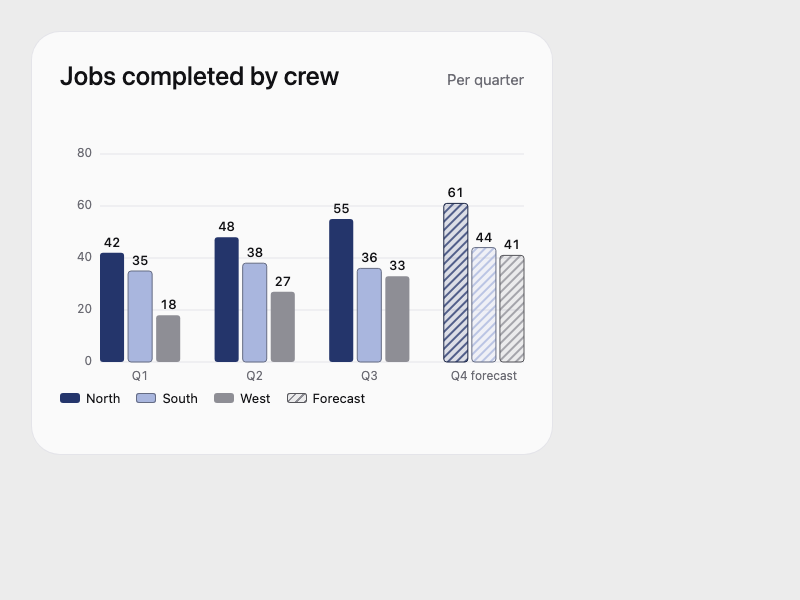 Jobs completed by crew
Per quarter
80
60
40
20
0
42
35
18
48
38
27
55
36
33
61
44
41
Q1
Q2
Q3
Q4 forecast
North
South
West
Forecast